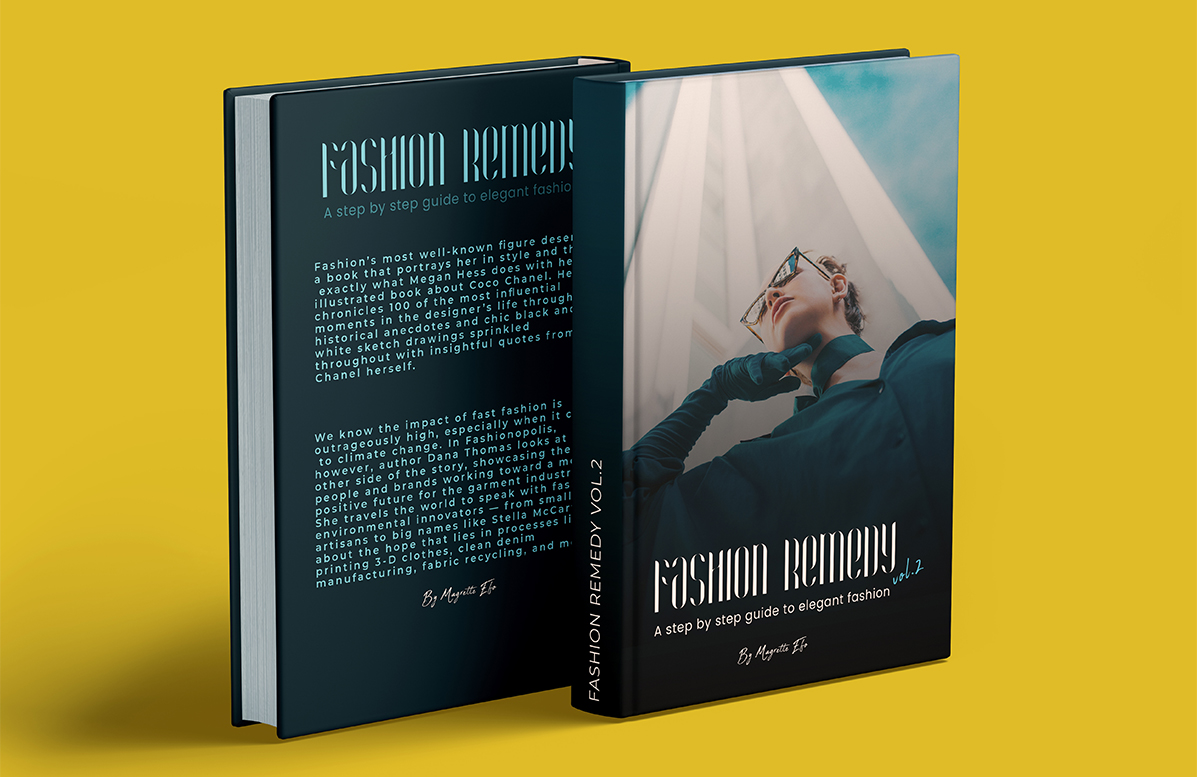 FASHION REMEDY
A step by step guide to elegant fashio
Fashion's most well-known figure deser
a book that portrays her in style and th
exactly what Megan Hess does with he
illustrated book about Coco Chanel. He
chronicles 100 of the most influential
moments in the designer's life through
historical anecdotes and chic black and
white sketch drawings sprinkled
throughout with insightful quotes from
Chanel herself.
We know the impact of fast fashion is
outrageously high, especially when it c
to climate change. In Fashionopolis,
however, author Dana Thomas looks at
other side of the story, showcasing the
people and brands working toward a mo
positive future for the garment industr
She travels the world to speak with fas
environmental innovators — from small
artisans to big names like Stella McCar
about the hope that lies in processes li
printing 3-D clothes, clean denim
manufacturing, fabric recycling, and mo
By Magrette Efo
FASHION REMEDY VOL.2
FASHION REMEDY
vol.2
A step by step guide to elegant fashion
By Magrette Efo